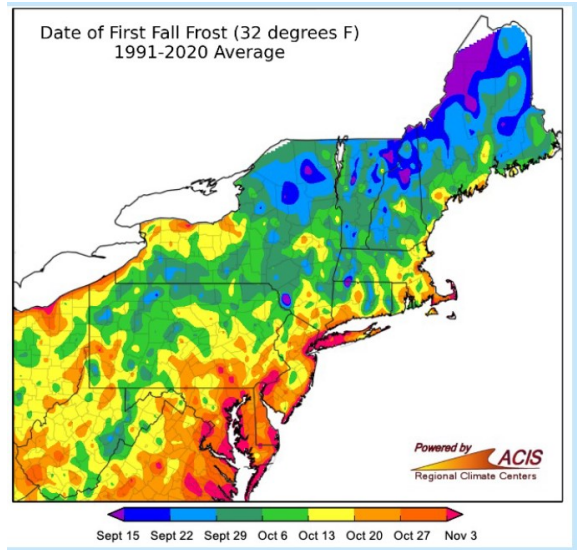 Date of First Fall Frost (32 degrees F)
1991-2020 Average
Powered by
ACIS
Regional Climate Centers
Sept 15 Sept 22 Sept 29 Oct 6 Oct 13 Oct 20 Oct 27 Nov 3